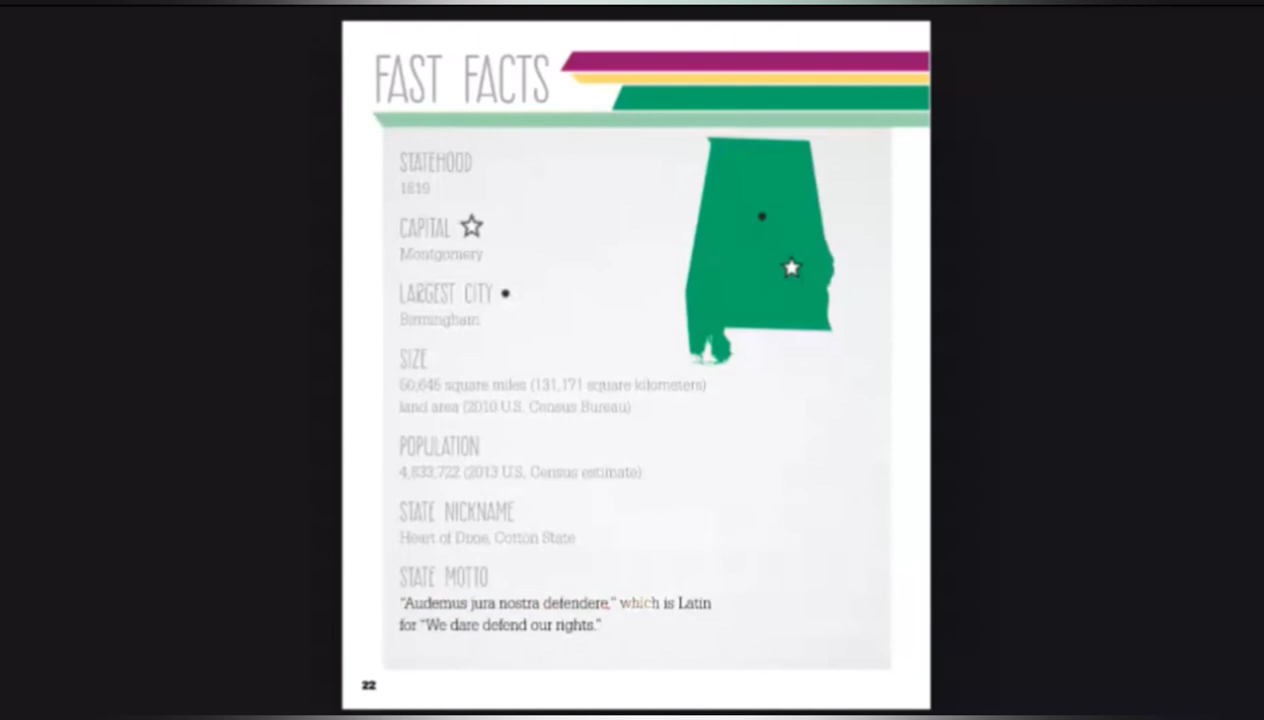 FAST FACTS
STATEHOOD
1819
CAPITAL
Montgomery
LARGEST CITY
Birmingham
SIZE
50,645 square miles (131,171 square kilometers)
land area (2010 U.S. Census Bureau)
POPULATION
4,833,722 (2013 U.S. Census estimate)
STATE NICKNAME
Heart of Dixie, Cotton State
STATE MOTTO
"Audemus jura nostra defendere," which is Latin
for "We dare defend our rights."
22